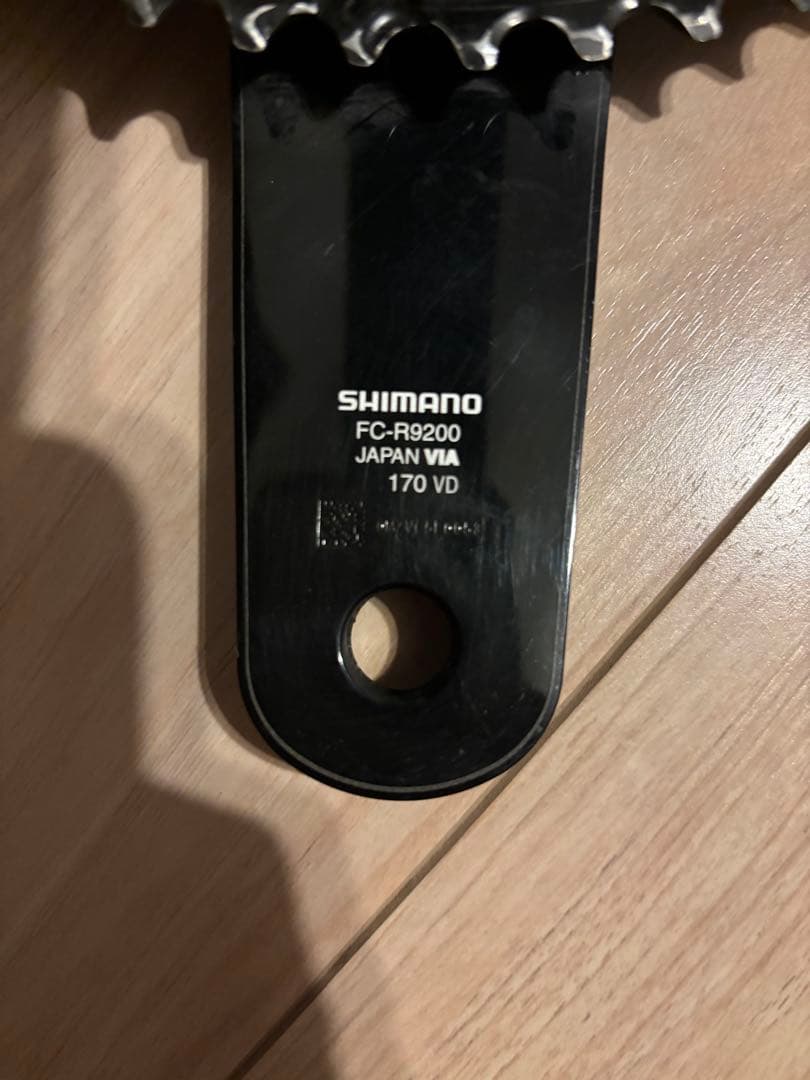 SHIMANO
FC-R9200
JAPAN VIA
170 VD